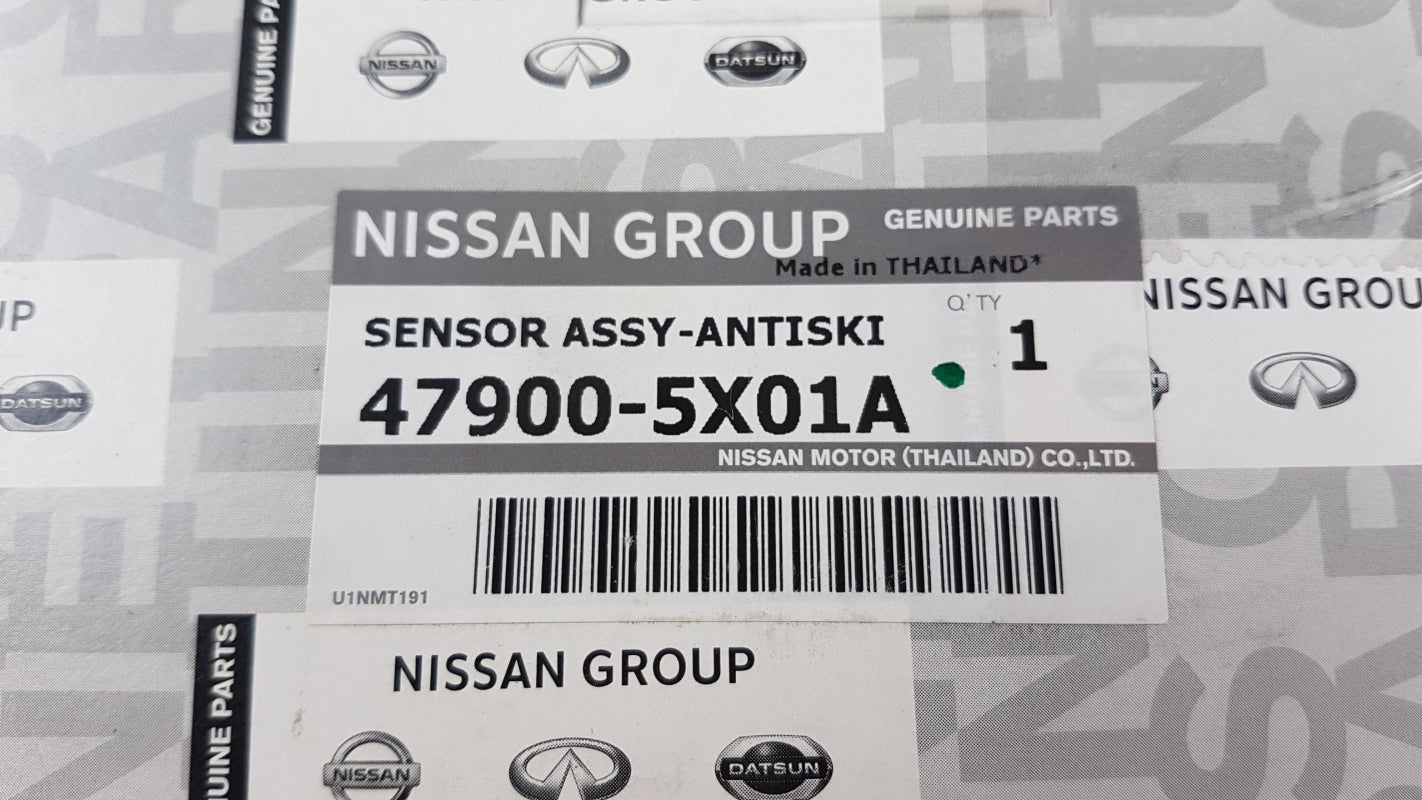 GENUINE
NISSAN
DATSUN
NISSAN GROUP
GENUINE PARTS
Made in THAILAND*
Q'TY
SENSOR ASSY-ANTISKI
1
47900-5X01A
NISSAN MOTOR (THAILAND) CO.,LTD.
U1NMT191
UP
DATSUN
NISSAN GROU
GENUINE PARTS
NISSAN GROUP
NISSAN
DATSUN